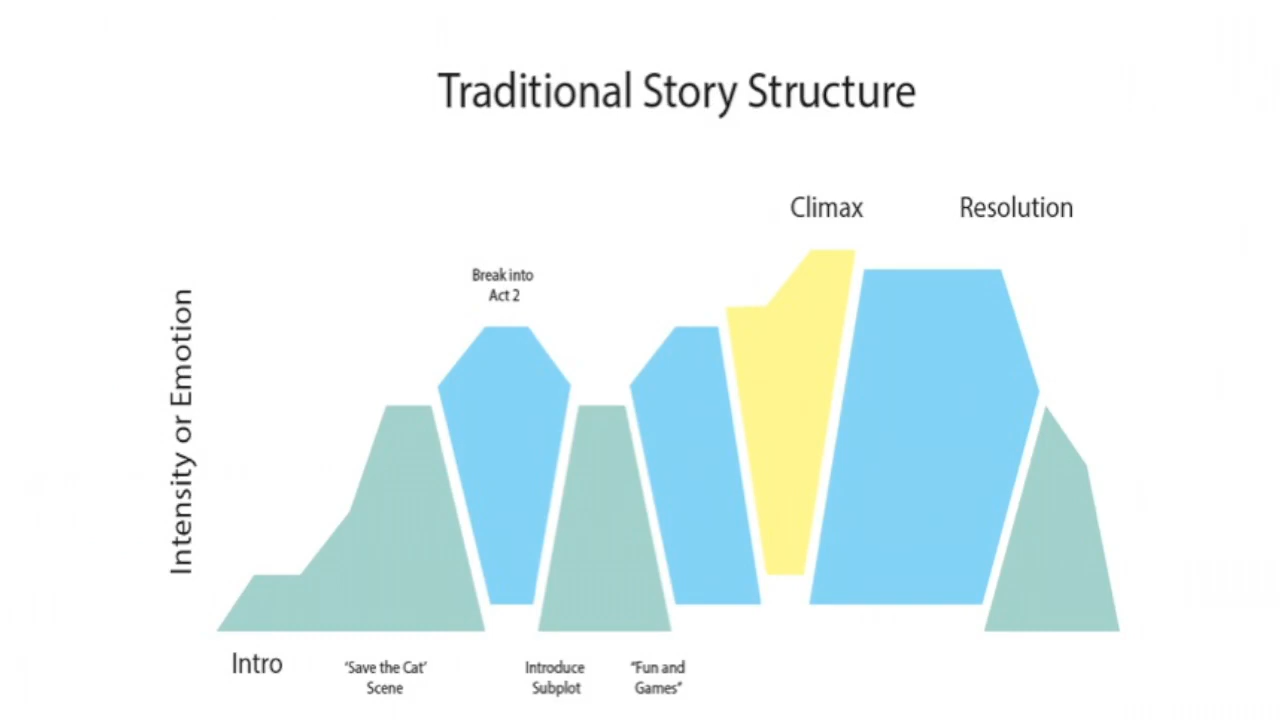 Traditional Story Structure
Climax
Resolution
Break into
Act 2
Intensity or Emotion
Intro
'Save the Cat'
Scene
Introduce
Subplot
"Fun and
Games"